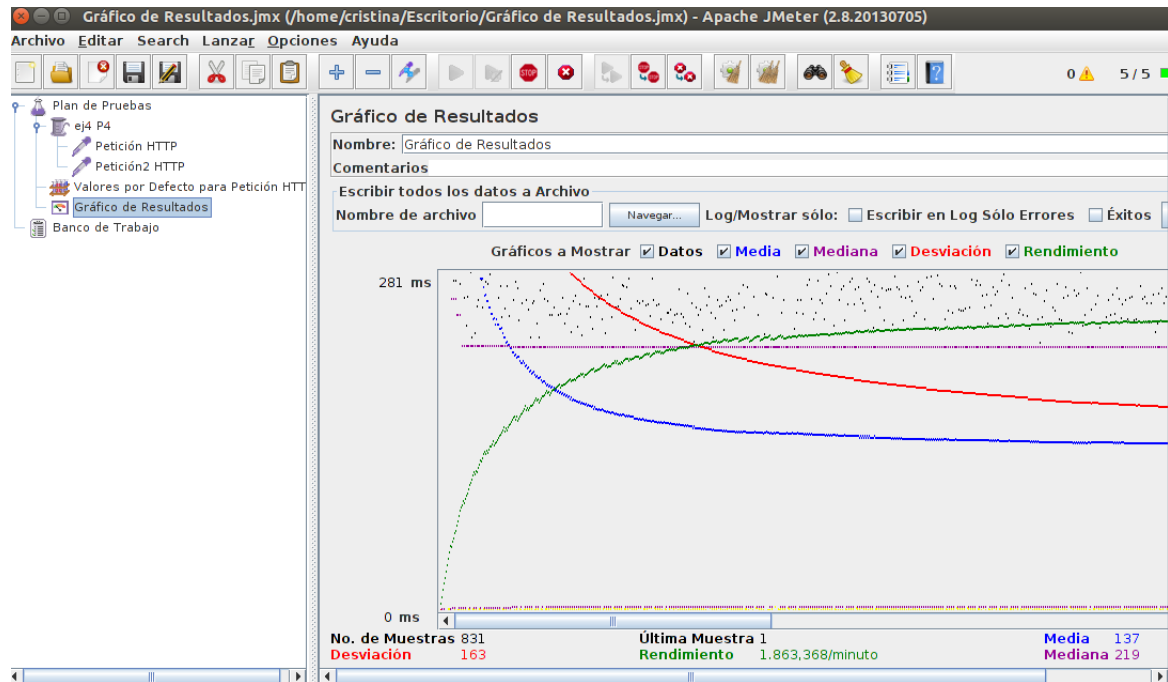 Gráfico de Resultados.jmx (/home/cristina/Escritorio/Gráfico de Resultados.jmx) - Apache JMeter (2.8.20130705)
Archivo Editar Search Lanzar Opciones Ayuda
STOP
0 5 / 5
Plan de Pruebas
ej4 P4
Petición HTTP
Petición2 HTTP
Valores por Defecto para Petición HTT
Gráfico de Resultados
Banco de Trabajo
Gráfico de Resultados
Nombre: Gráfico de Resultados
Comentarios
Escribir todos los datos a Archivo
Nombre de archivo Navegar... Log/Mostrar sólo: Escribir en Log Sólo Errores Éxitos
Gráficos a Mostrar Datos Media Mediana Desviación Rendimiento
281 ms
0 ms
No. de Muestras 831 Última Muestra 1 Media 137
Desviación 163 Rendimiento 1.863,368/minuto Mediana 219